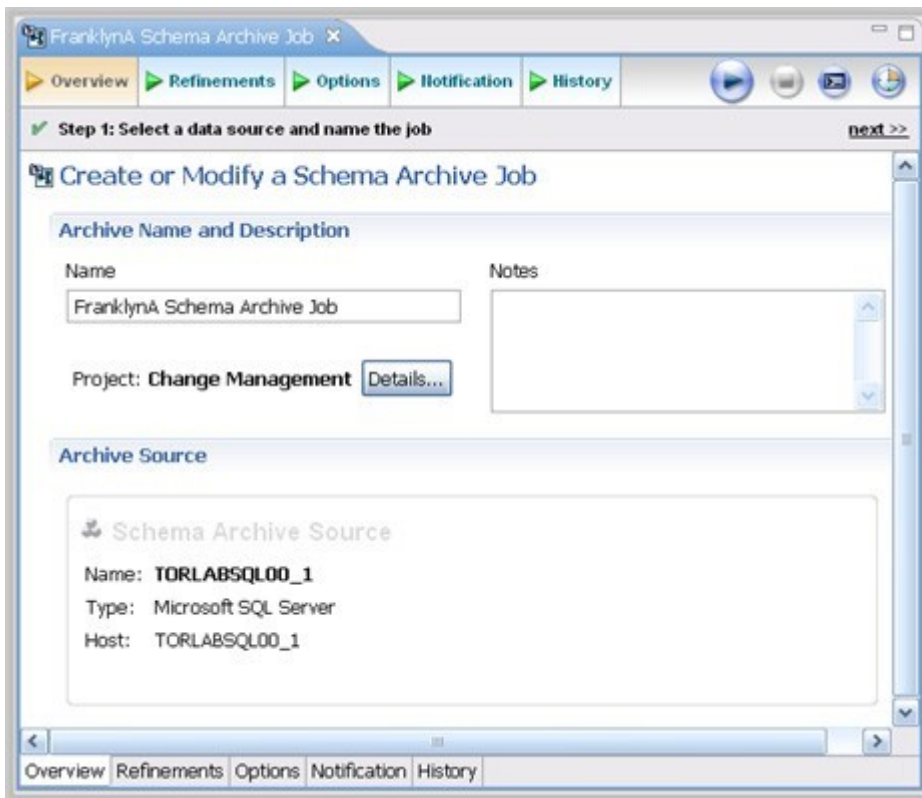 FranklynA Schema Archive Job
Overview Refinements Options Notification History
Step 1: Select a data source and name the job next >>
Create or Modify a Schema Archive Job
Archive Name and Description
Name Notes
FranklynA Schema Archive Job
Project: Change Management Details...
Archive Source
Schema Archive Source
Name: TORLABSQL00_1
Type: Microsoft SQL Server
Host: TORLABSQL00_1
Overview Refinements Options Notification History